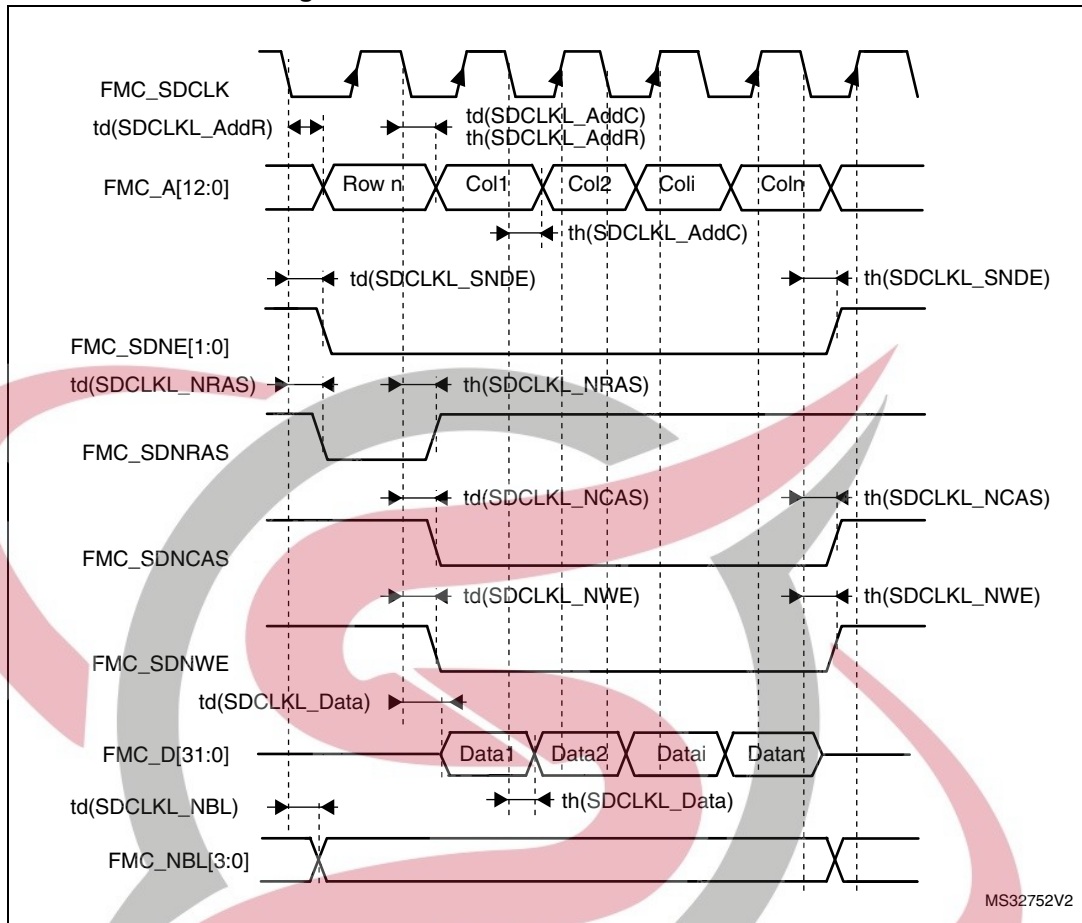 FMC_SDCLK
td(SDCLKL_AddR)
td(SDCLKL_AddC)
th(SDCLKL_AddR)
FMC_A[12:0]
Row n
Col1
Col2
Coli
Coln
th(SDCLKL_AddC)
td(SDCLKL_SNDE)
th(SDCLKL_SNDE)
FMC_SDNE[1:0]
td(SDCLKL_NRAS)
th(SDCLKL_NRAS)
FMC_SDNRAS
td(SDCLKL_NCAS)
th(SDCLKL_NCAS)
FMC_SDNCAS
td(SDCLKL_NWE)
th(SDCLKL_NWE)
FMC_SDNWE
td(SDCLKL_Data)
FMC_D[31:0]
Data1
Data2
Datai
Datan
td(SDCLKL_NBL)
th(SDCLKL_Data)
FMC_NBL[3:0]
MS32752V2